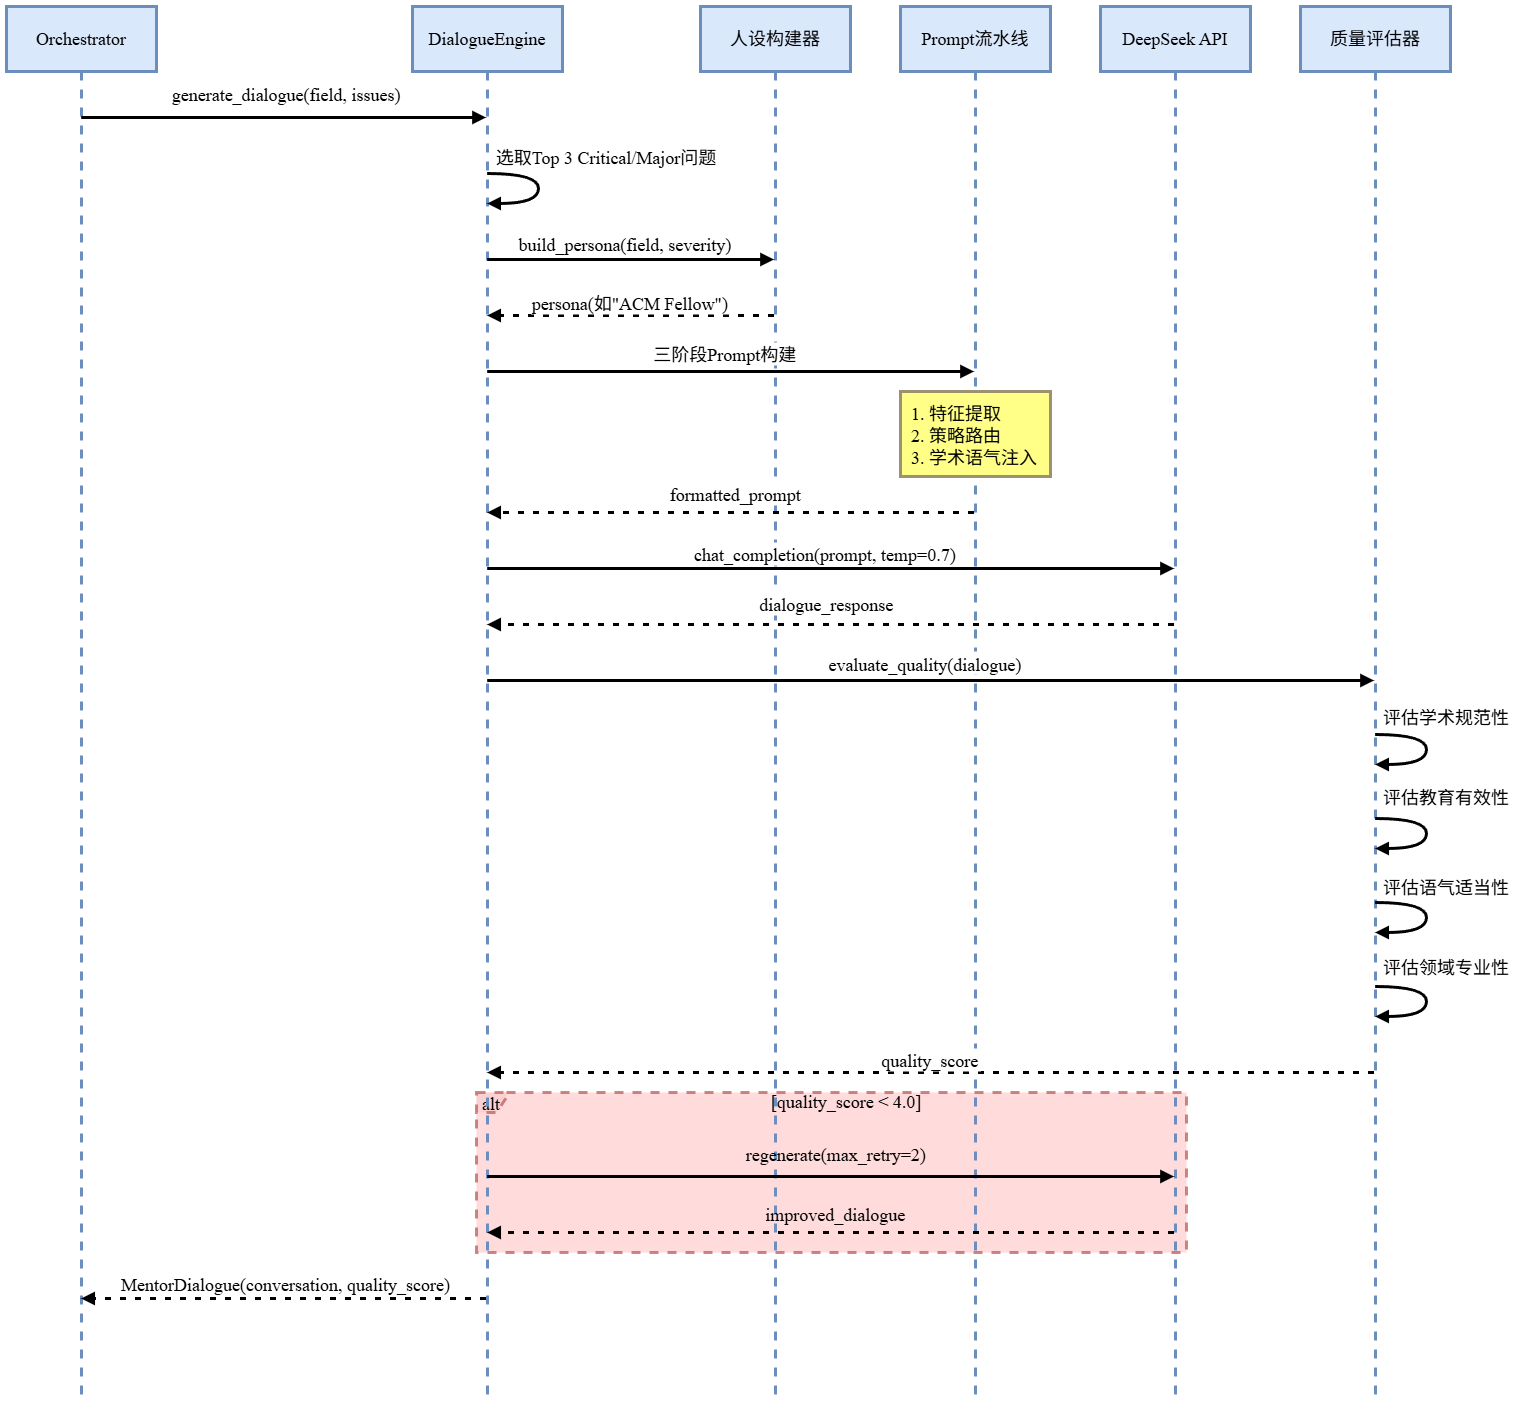 Orchestrator
DialogueEngine
人设构建器
Prompt流水线
DeepSeek API
质量评估器
generate_dialogue(field, issues)
选取Top 3 Critical/Major问题
build_persona(field, severity)
persona(如"ACM Fellow")
三阶段Prompt构建
1. 特征提取
2. 策略路由
3. 学术语气注入
formatted_prompt
chat_completion(prompt, temp=0.7)
dialogue_response
evaluate_quality(dialogue)
评估学术规范性
评估教育有效性
评估语气适当性
评估领域专业性
quality_score
alt
[quality_score < 4.0]
regenerate(max_retry=2)
improved_dialogue
MentorDialogue(conversation, quality_score)